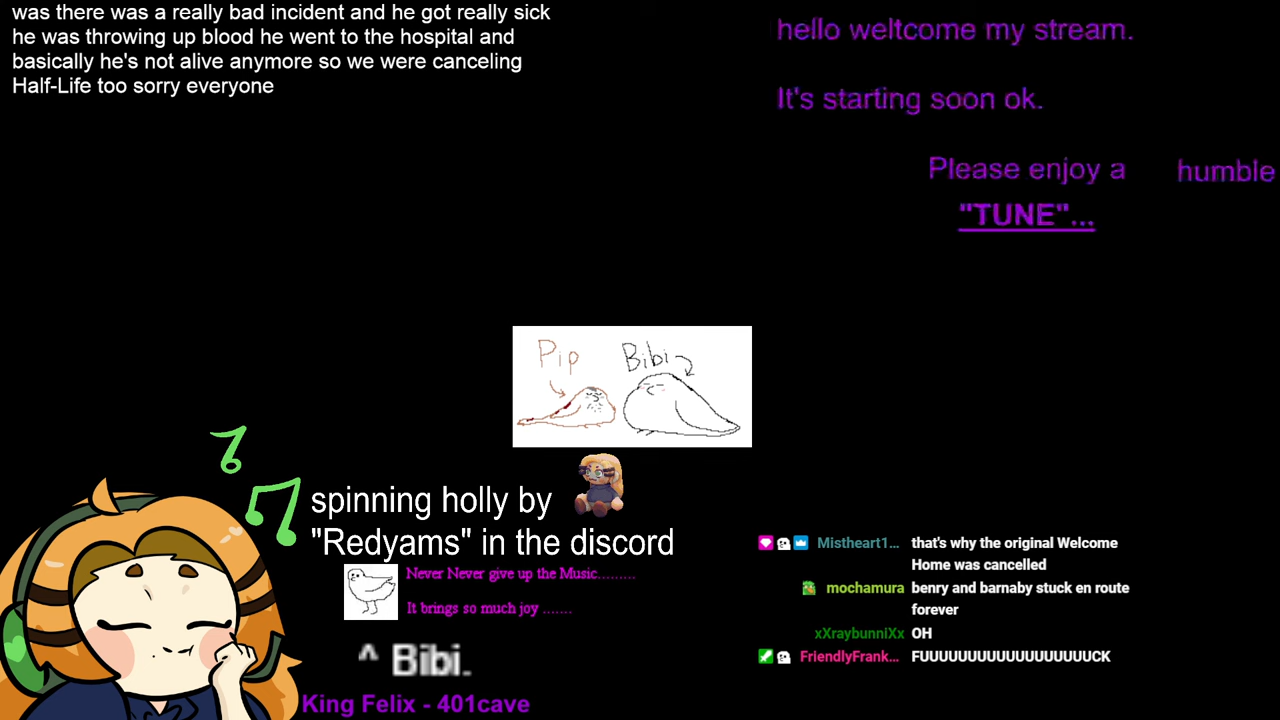 was there was a really bad incident and he got really sick
he was throwing up blood he went to the hospital and
basically he's not alive anymore so we were canceling
Half-Life too sorry everyone
hello weltcome my stream.
It's starting soon ok.
Please enjoy a humble
"TUNE"...
Pip Bibi
spinning holly by
"Redyams" in the discord
Never Never give up the Music.........
It brings so much joy .......
^ Bibi.
King Felix - 401cave
Mistheart1... that's why the original Welcome
Home was cancelled
mochamura benry and barnaby stuck en route
forever
xXraybunniXx OH
FriendlyFrank... FUUUUUUUUUUUUUUUUUUCK